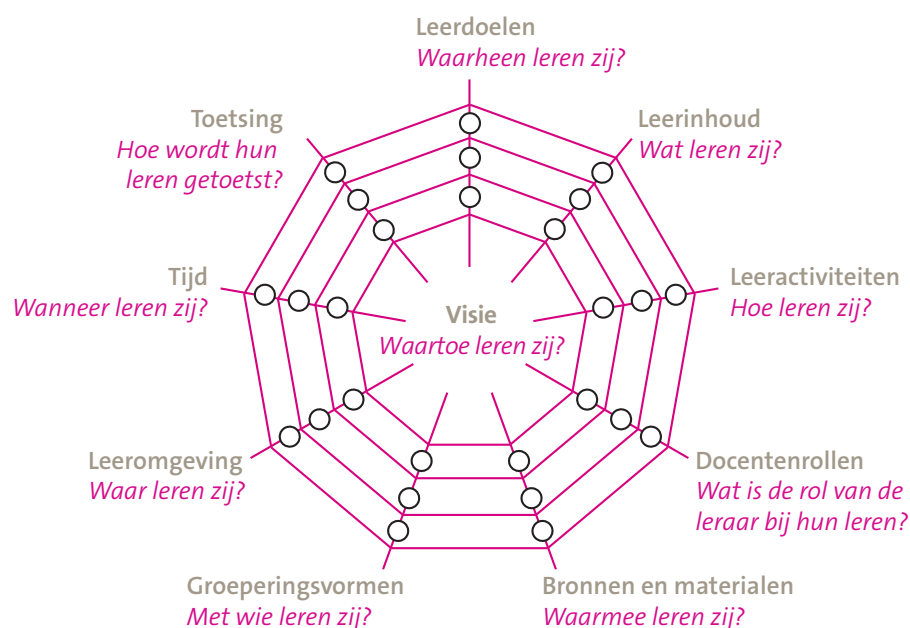 Leerdoelen
Waarheen leren zij?
Leerinhoud
Wat leren zij?
Leeractiviteiten
Hoe leren zij?
Docentenrollen
Wat is de rol van de
leraar bij hun leren?
Bronnen en materialen
Waarmee leren zij?
Groeperingsvormen
Met wie leren zij?
Leeromgeving
Waar leren zij?
Tijd
Wanneer leren zij?
Toetsing
Hoe wordt hun
leren getoetst?
Visie
Waartoe leren zij?